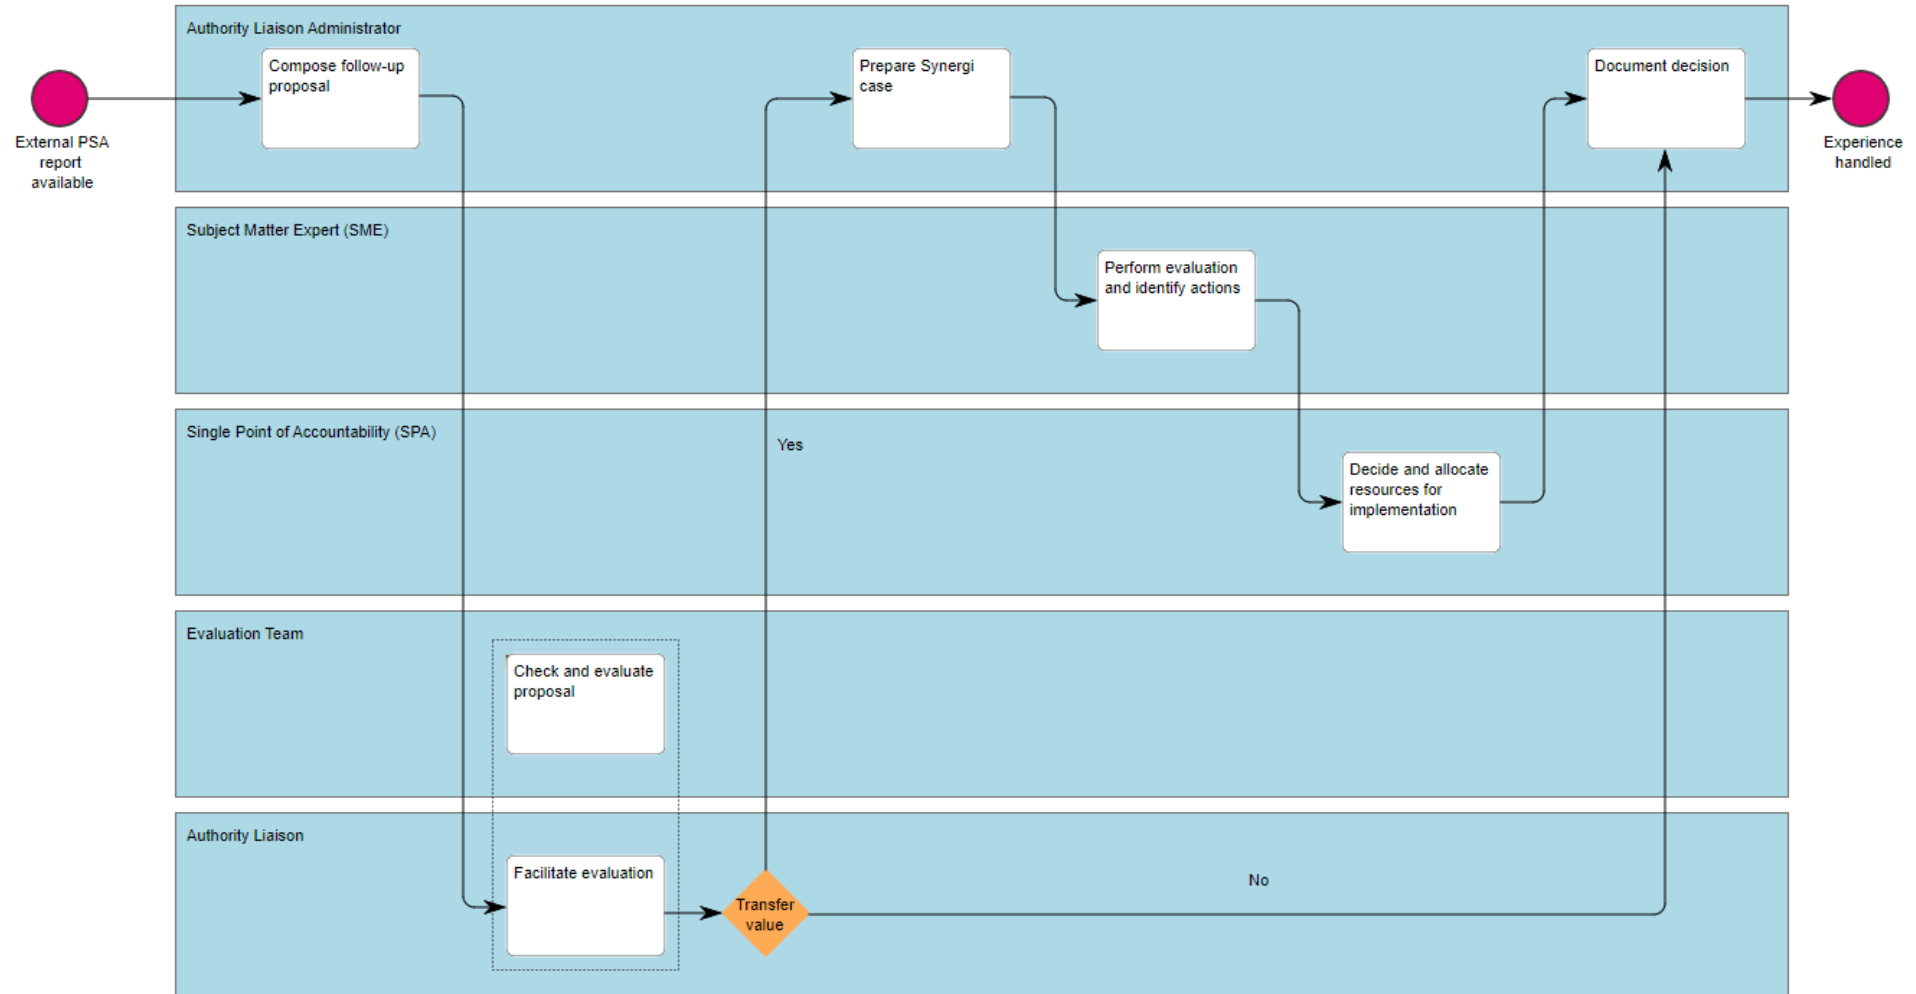 Authority Liaison Administrator
Compose follow-up
proposal
Prepare Synergi
case
Document decision
External PSA
report
available
Experience
handled
Subject Matter Expert (SME)
Perform evaluation
and identify actions
Single Point of Accountability (SPA)
Yes
Decide and allocate
resources for
implementation
Evaluation Team
Check and evaluate
proposal
Authority Liaison
Facilitate evaluation
Transfer
value
No